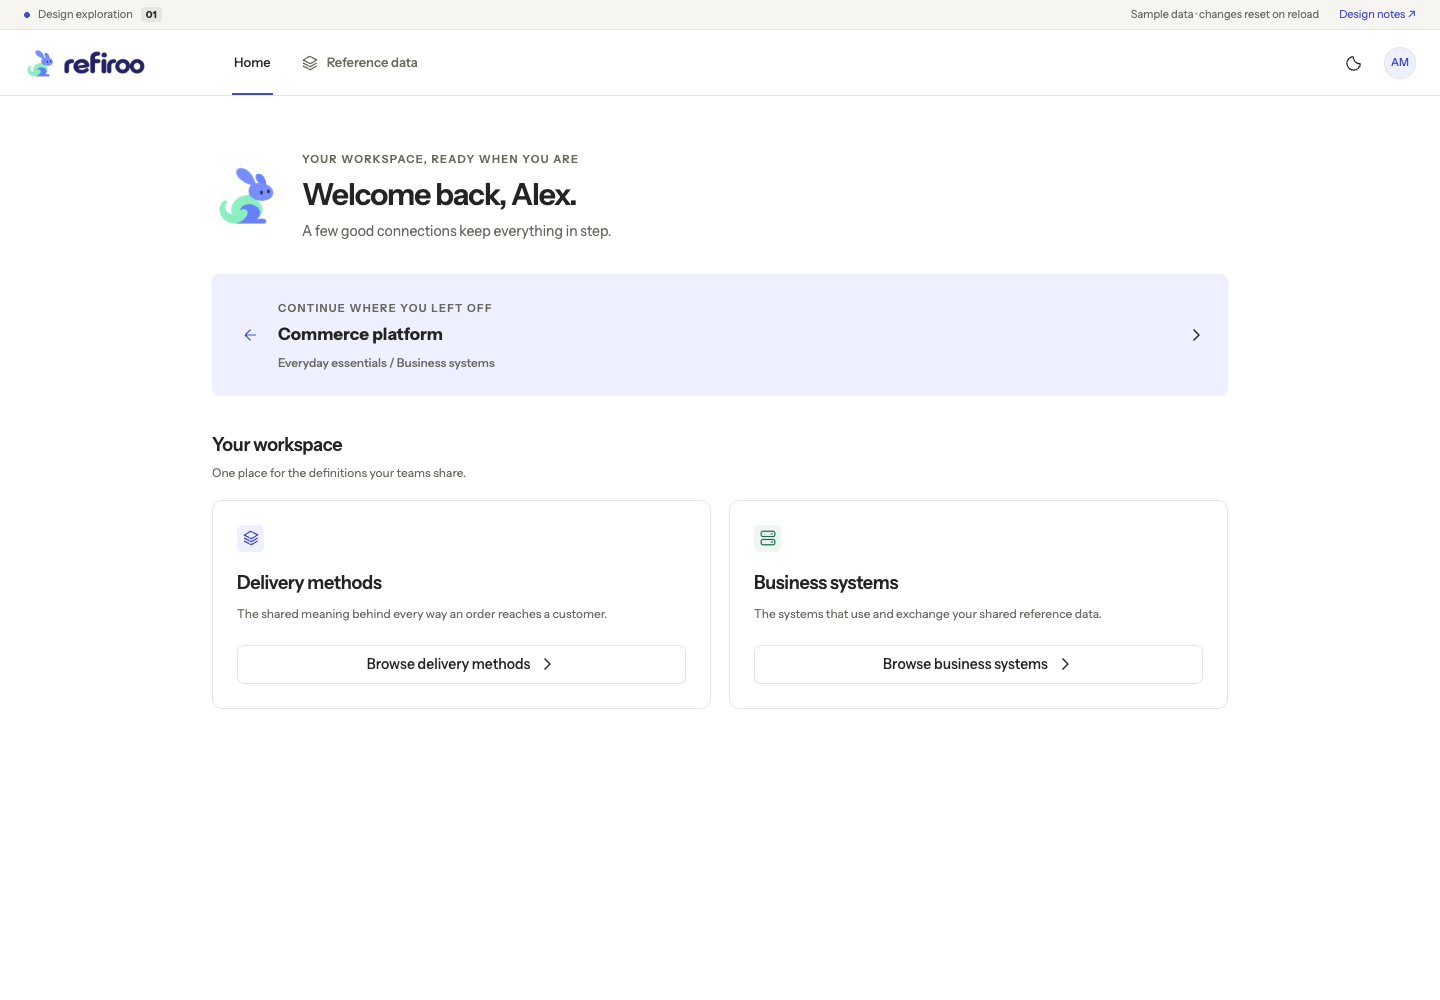 Design exploration 01
Sample data · changes reset on reload
Design notes ↗
refiroo
Home
Reference data
AM
YOUR WORKSPACE, READY WHEN YOU ARE
Welcome back, Alex.
A few good connections keep everything in step.
CONTINUE WHERE YOU LEFT OFF
Commerce platform
Everyday essentials / Business systems
Your workspace
One place for the definitions your teams share.
Delivery methods
The shared meaning behind every way an order reaches a customer.
Browse delivery methods
Business systems
The systems that use and exchange your shared reference data.
Browse business systems